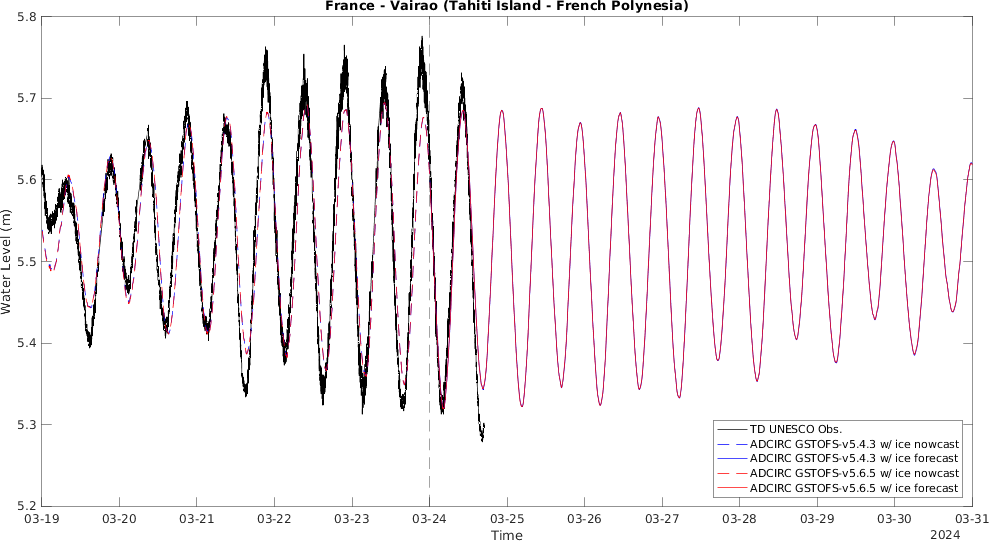 France - Vairao (Tahiti Island - French Polynesia)
5.8
5.7
5.6
5.5
5.4
5.3
5.2
Water Level (m)
TD UNESCO Obs.
ADCIRC GSTOFS-v5.4.3 w/ ice nowcast
ADCIRC GSTOFS-v5.4.3 w/ ice forecast
ADCIRC GSTOFS-v5.6.5 w/ ice nowcast
ADCIRC GSTOFS-v5.6.5 w/ ice forecast
03-19 03-20 03-21 03-22 03-23 03-24 03-25 03-26 03-27 03-28 03-29 03-30 03-31
Time
2024